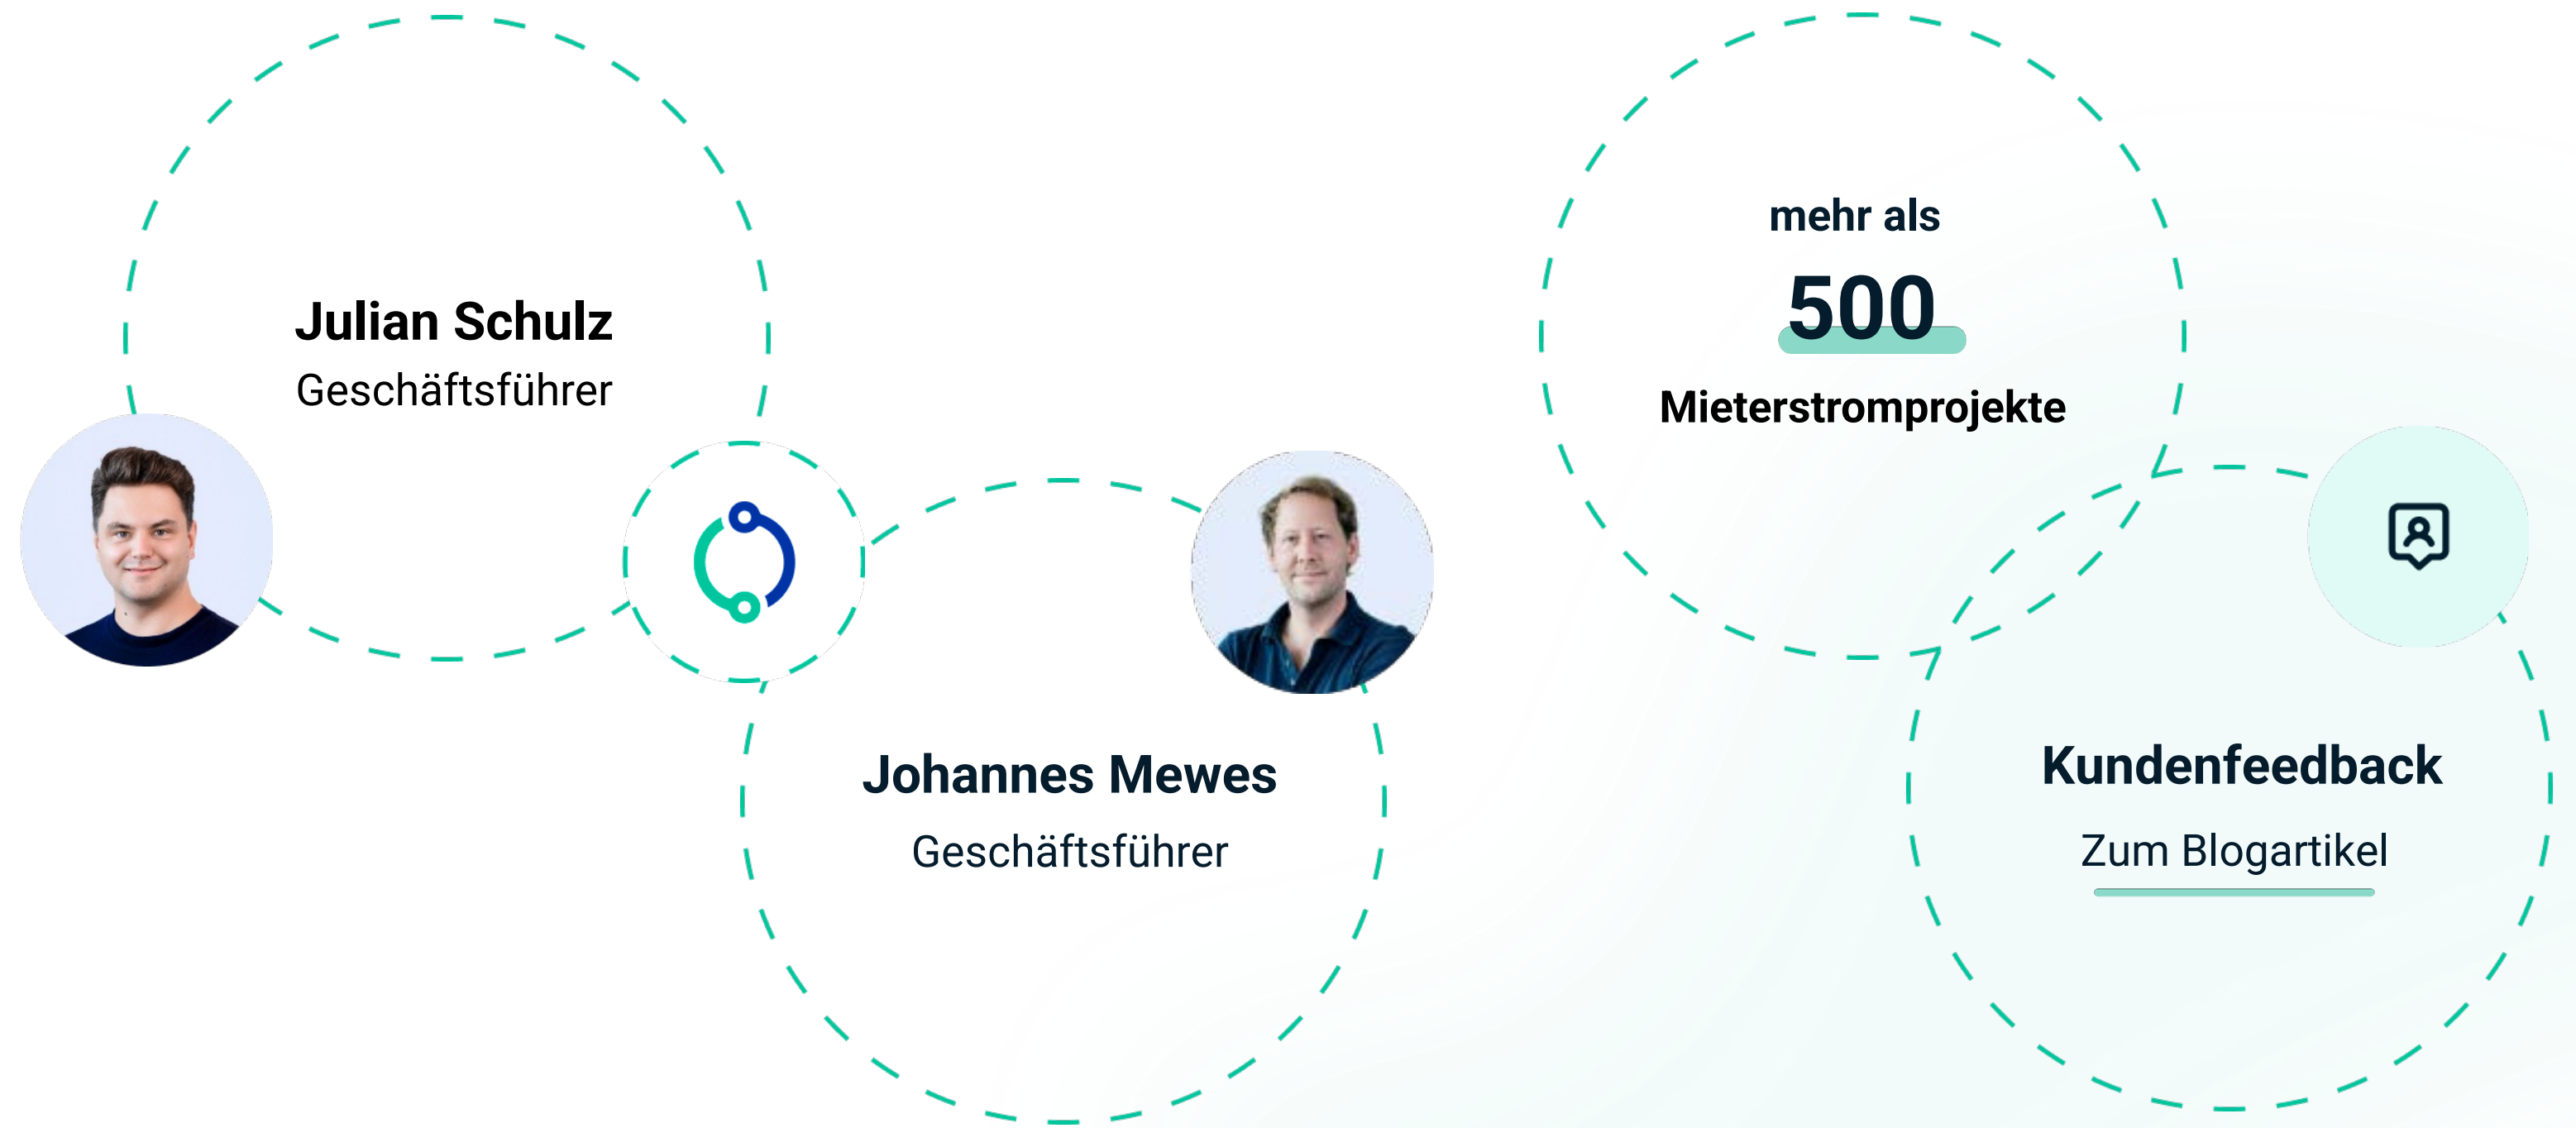 Julian Schulz
Geschäftsführer
Johannes Mewes
Geschäftsführer
mehr als
500
Mieterstromprojekte
Kundenfeedback
Zum Blogartikel